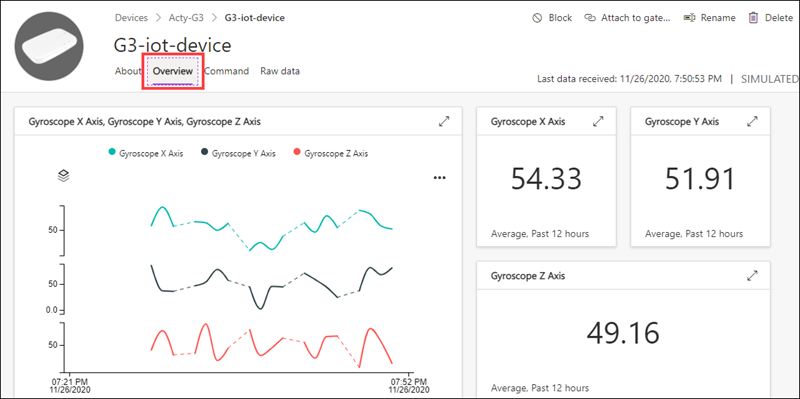 Devices > Acty-G3 > G3-iot-device
Block
Attach to gate...
Rename
Delete
G3-iot-device
About Overview Command Raw data
Last data received: 11/26/2020, 7:50:53 PM | SIMULATED
Gyroscope X Axis, Gyroscope Y Axis, Gyroscope Z Axis
Gyroscope X Axis
Gyroscope Y Axis
Gyroscope Z Axis
50
50
0.0
50
07:21 PM
11/26/2020
07:52 PM
11/26/2020
Gyroscope X Axis
54.33
Average, Past 12 hours
Gyroscope Y Axis
51.91
Average, Past 12 hours
Gyroscope Z Axis
49.16
Average, Past 12 hours